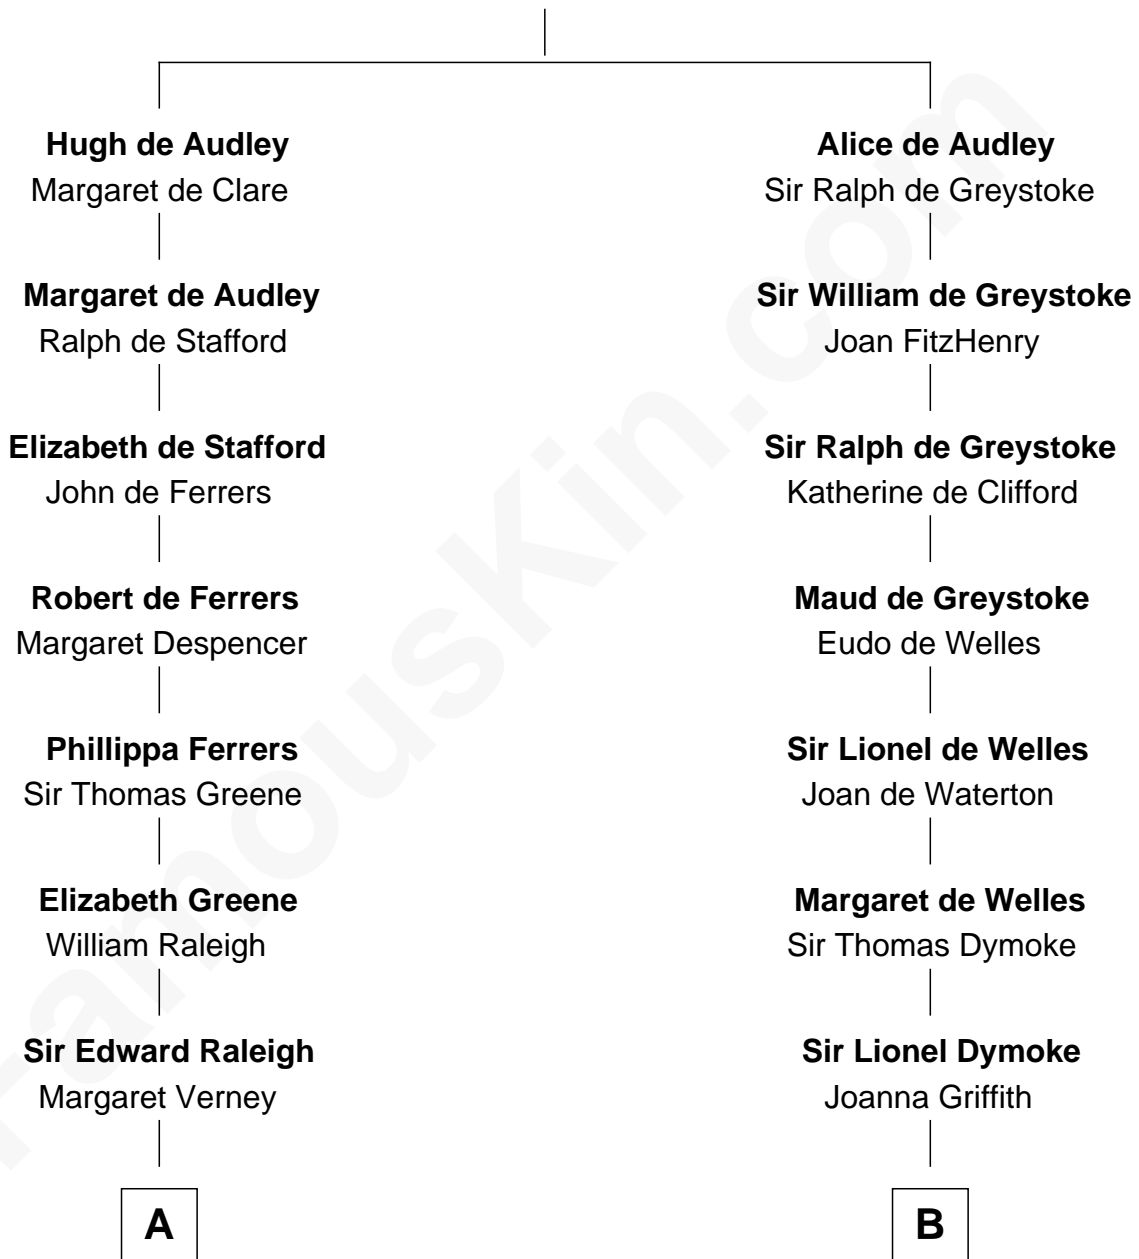 Hugh de Audley
Margaret de Clare
Margaret de Audley
Ralph de Stafford
Elizabeth de Stafford
John de Ferrers
Robert de Ferrers
Margaret Despencer
Phillippa Ferrers
Sir Thomas Greene
Elizabeth Greene
William Raleigh
Sir Edward Raleigh
Margaret Verney
A
Alice de Audley
Sir Ralph de Greystoke
Sir William de Greystoke
Joan FitzHenry
Sir Ralph de Greystoke
Katherine de Clifford
Maud de Greystoke
Eudo de Welles
Sir Lionel de Welles
Joan de Waterton
Margaret de Welles
Sir Thomas Dymoke
Sir Lionel Dymoke
Joanna Griffith
B
FamousKin.com